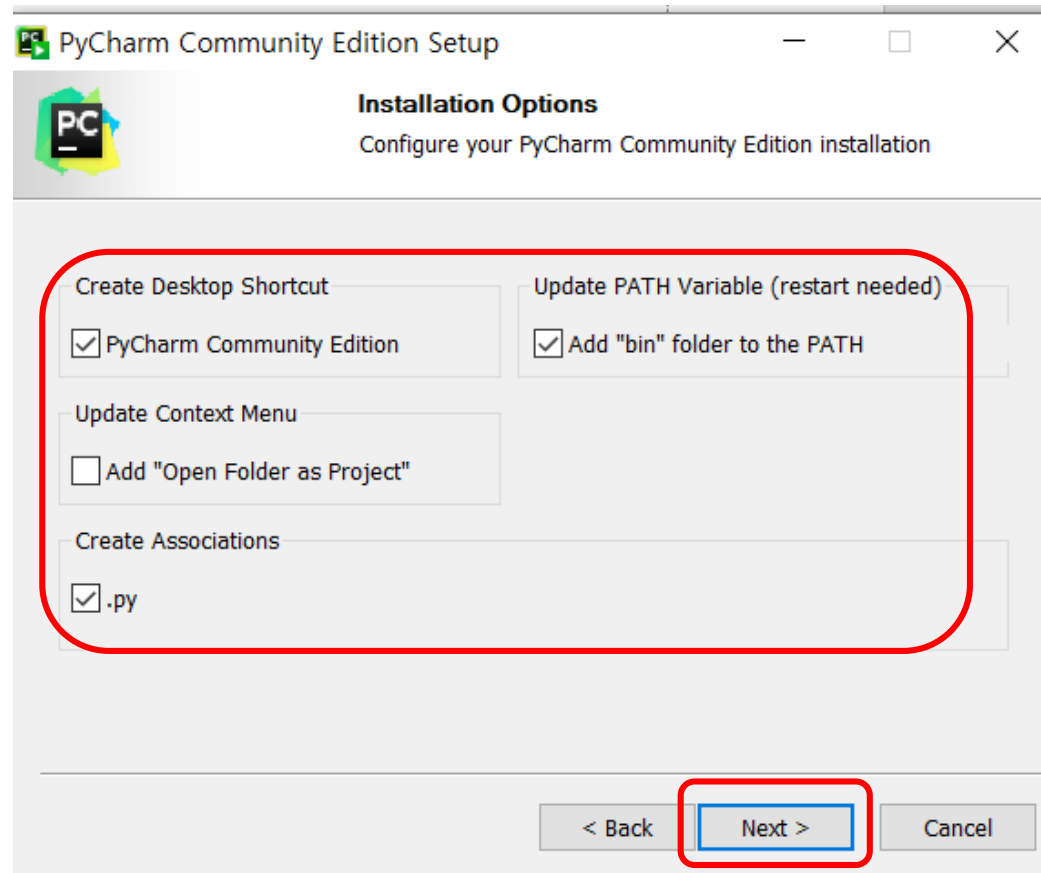 PyCharm Community Edition Setup
PC
Installation Options
Configure your PyCharm Community Edition installation
Create Desktop Shortcut
PyCharm Community Edition
Update PATH Variable (restart needed)
Add "bin" folder to the PATH
Update Context Menu
Add "Open Folder as Project"
Create Associations
.py
< Back
Next >
Cancel